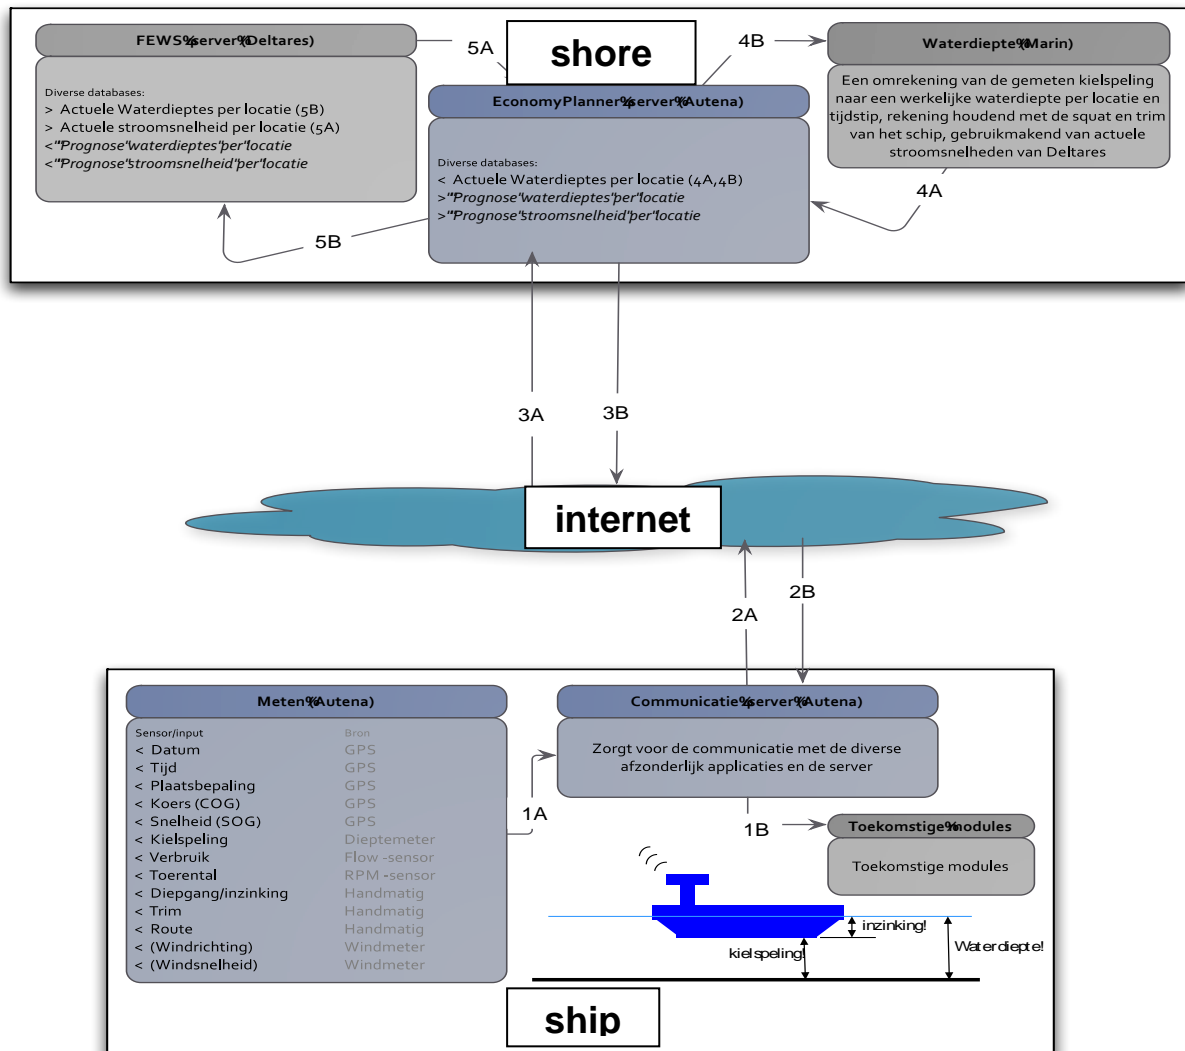 shore
FEWS%server%(Deltares)
Diverse databases:
> Actuele Waterdieptes per locatie (5B)
> Actuele stroomsnelheid per locatie (5A)
<"'Prognose'waterdieptes'per'locatie
<"'Prognose'stroomsnelheid'per'locatie
5A
5B
EconomyPlanner%server%(Autena)
Diverse databases:
< Actuele Waterdieptes per locatie (4A,4B)
>"'Prognose'waterdieptes'per'locatie
>"'Prognose'stroomsnelheid'per'locatie
4B
Waterdiepte%(Marin)
Een omrekening van de gemeten kielspeling
naar een werkelijke waterdiepte per locatie en
tijdstip, rekening houdend met de squat en trim
van het schip, gebruikmakend van actuele
stroomsnelheden van Deltares
4A
3A
3B
internet
2A
2B
Meten%(Autena)
Sensor/input Bron
< Datum GPS
< Tijd GPS
< Plaatsbepaling GPS
< Koers (COG) GPS
< Snelheid (SOG) GPS
< Kielspeling Dieptemeter
< Verbruik Flow -sensor
< Toerental RPM -sensor
< Diepgang/inzinking Handmatig
< Trim Handmatig
< Route Handmatig
< (Windrichting) Windmeter
< (Windsnelheid) Windmeter
1A
Communicatie%server%(Autena)
Zorgt voor de communicatie met de diverse
afzonderlijk applicaties en de server
1B
Toekomstige%modules
Toekomstige modules
inzinking!
kielspeling!
Waterdiepte!
ship